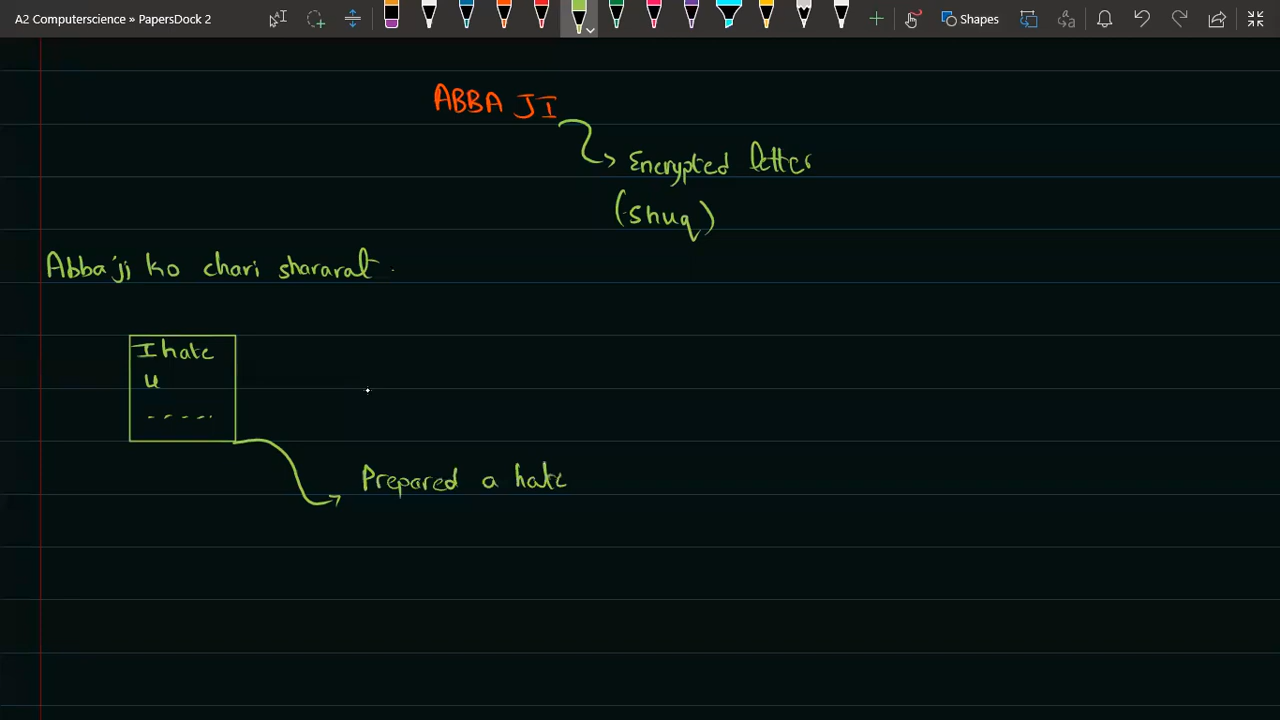 A2 Computerscience » PapersDock 2
Shapes
ABBA JI
Encrypted letter
(Shuq)
Abba'ji ko chari shararat.
I hate
u
-----
Prepared a hate